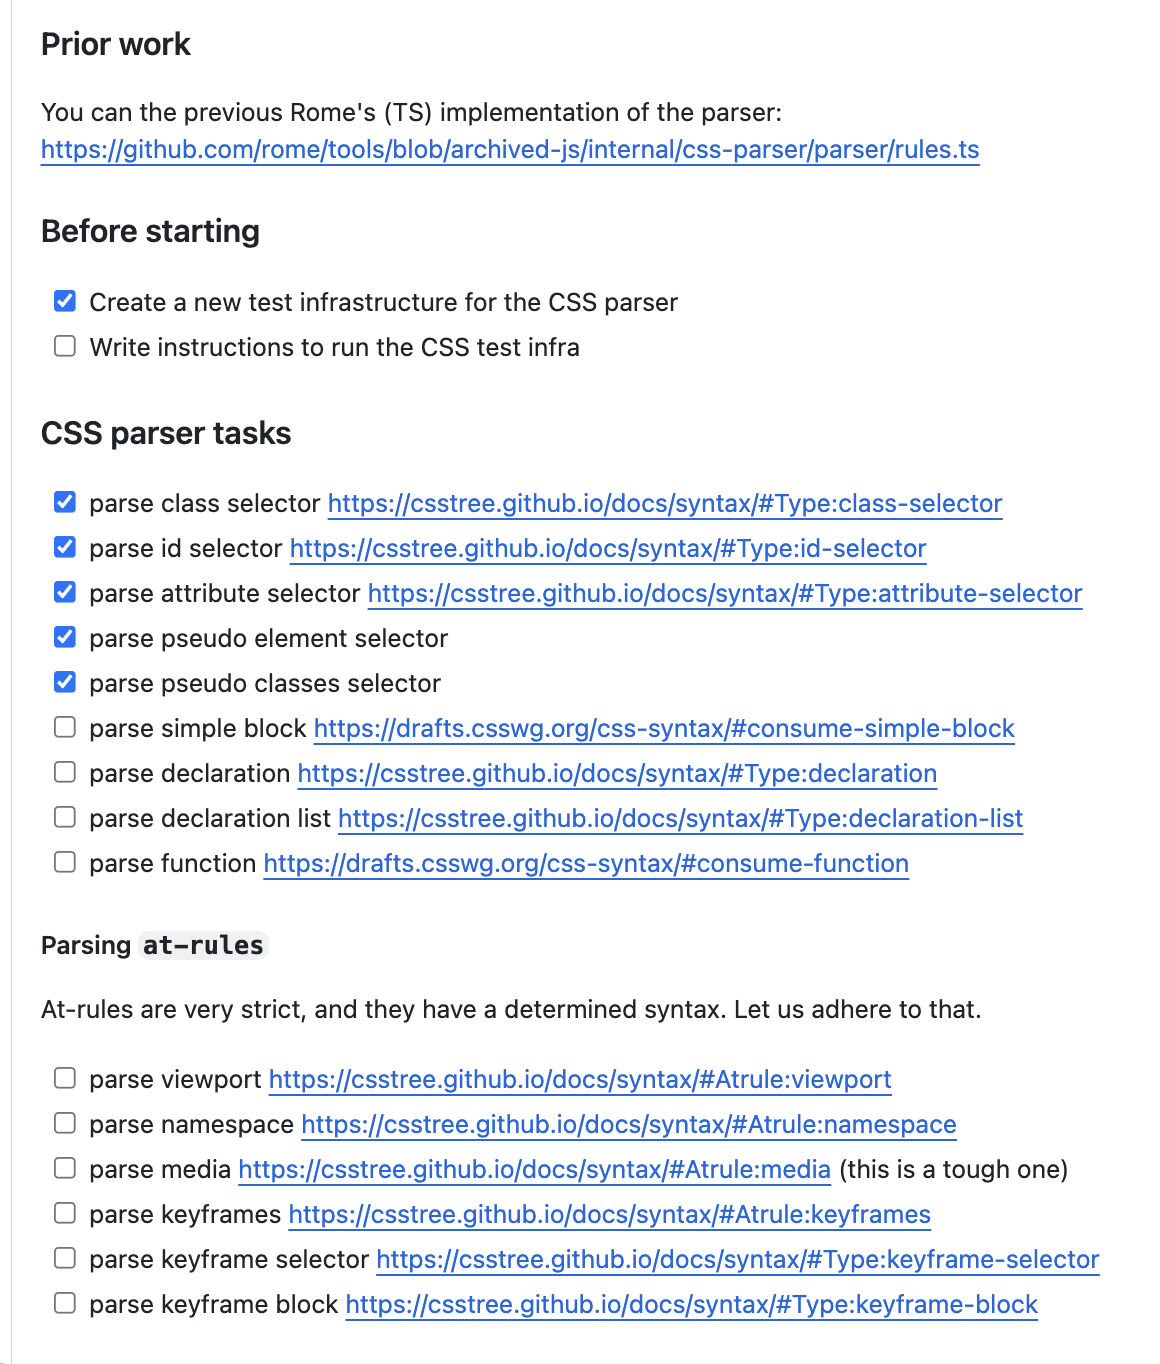 Prior work
You can the previous Rome's (TS) implementation of the parser:
https://github.com/rome/tools/blob/archived-js/internal/css-parser/parser/rules.ts
Before starting
Create a new test infrastructure for the CSS parser
Write instructions to run the CSS test infra
CSS parser tasks
parse class selector https://csstree.github.io/docs/syntax/#Type:class-selector
parse id selector https://csstree.github.io/docs/syntax/#Type:id-selector
parse attribute selector https://csstree.github.io/docs/syntax/#Type:attribute-selector
parse pseudo element selector
parse pseudo classes selector
parse simple block https://drafts.csswg.org/css-syntax/#consume-simple-block
parse declaration https://csstree.github.io/docs/syntax/#Type:declaration
parse declaration list https://csstree.github.io/docs/syntax/#Type:declaration-list
parse function https://drafts.csswg.org/css-syntax/#consume-function
Parsing at-rules
At-rules are very strict, and they have a determined syntax. Let us adhere to that.
parse viewport https://csstree.github.io/docs/syntax/#Atrule:viewport
parse namespace https://csstree.github.io/docs/syntax/#Atrule:namespace
parse media https://csstree.github.io/docs/syntax/#Atrule:media (this is a tough one)
parse keyframes https://csstree.github.io/docs/syntax/#Atrule:keyframes
parse keyframe selector https://csstree.github.io/docs/syntax/#Type:keyframe-selector
parse keyframe block https://csstree.github.io/docs/syntax/#Type:keyframe-block